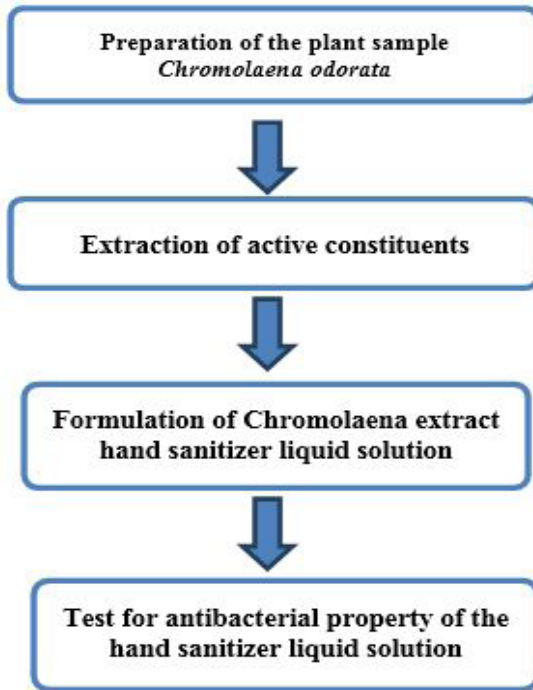 Preparation of the plant sample
Chromolaena odorata
Extraction of active constituents
Formulation of Chromolaena extract
hand sanitizer liquid solution
Test for antibacterial property of the
hand sanitizer liquid solution